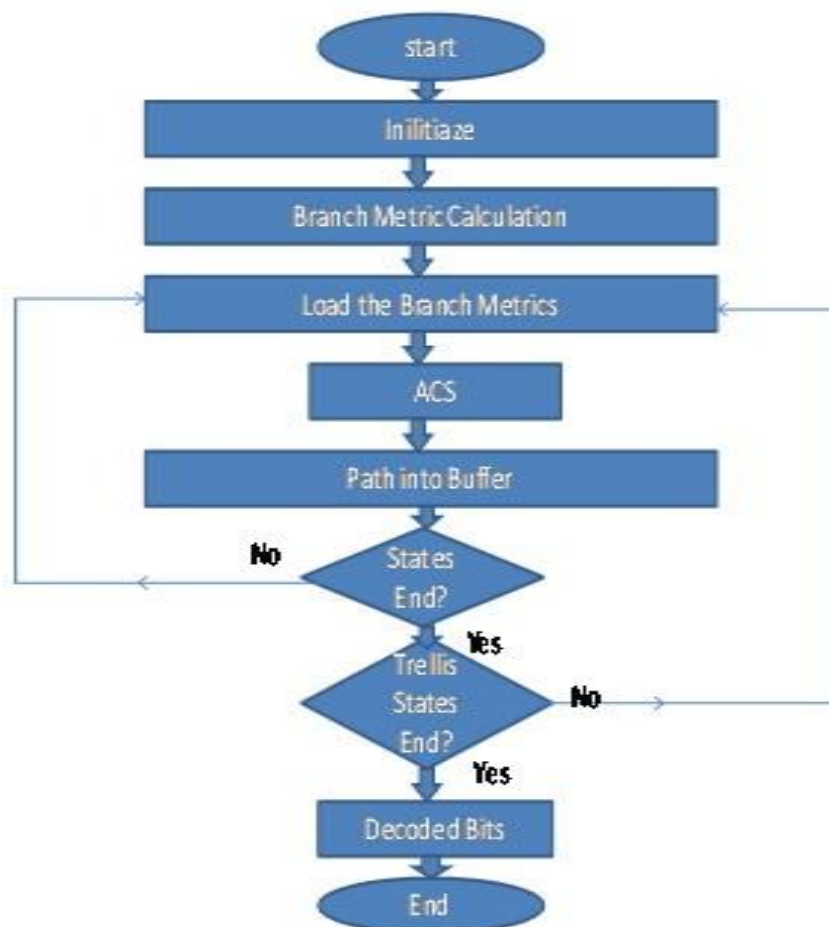 start
Inilitiaze
Branch Metric Calculation
Load the Branch Metrics
ACS
Path into Buffer
No
States
End?
Yes
Trellis
States
End?
No
Yes
Decoded Bits
End